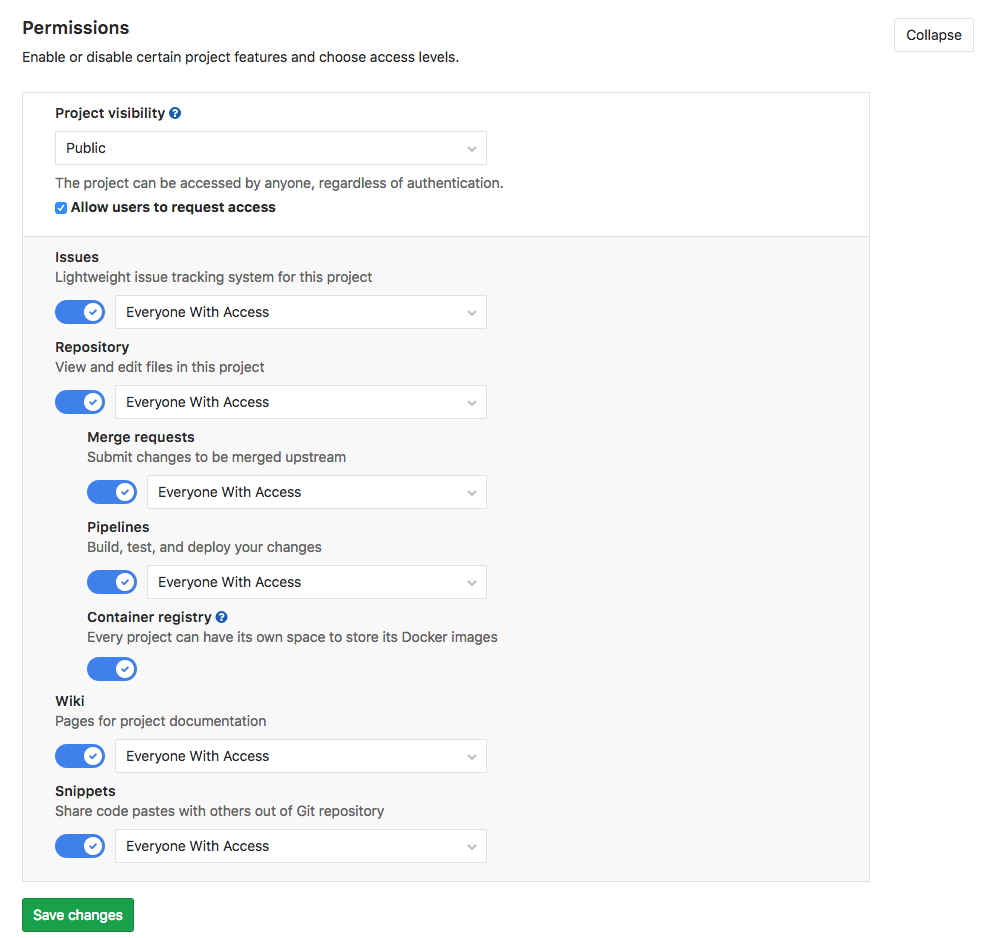 Permissions
Collapse
Enable or disable certain project features and choose access levels.
Project visibility ?
Public
The project can be accessed by anyone, regardless of authentication.
Allow users to request access
Issues
Lightweight issue tracking system for this project
Everyone With Access
Repository
View and edit files in this project
Everyone With Access
Merge requests
Submit changes to be merged upstream
Everyone With Access
Pipelines
Build, test, and deploy your changes
Everyone With Access
Container registry ?
Every project can have its own space to store its Docker images
Wiki
Pages for project documentation
Everyone With Access
Snippets
Share code pastes with others out of Git repository
Everyone With Access
Save changes